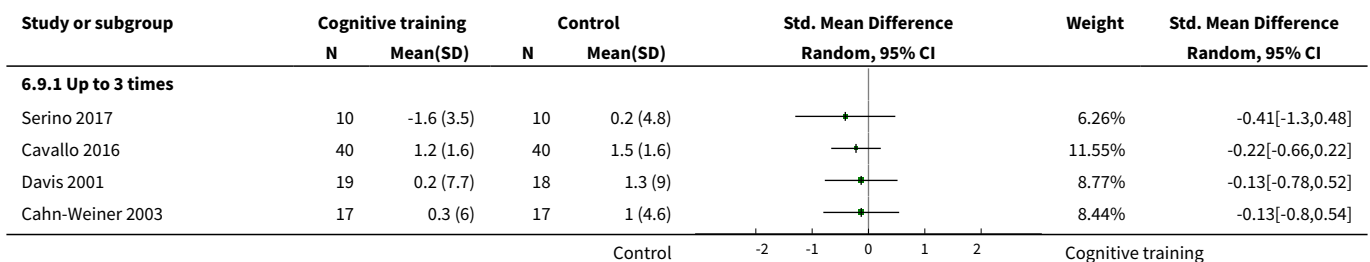 Study or subgroup Cognitive training Control Std. Mean Difference Weight Std. Mean Difference
N Mean(SD) N Mean(SD) Random, 95% CI Random, 95% CI
6.9.1 Up to 3 times
Serino 2017 10 -1.6 (3.5) 10 0.2 (4.8) 6.26% -0.41[-1.3,0.48]
Cavallo 2016 40 1.2 (1.6) 40 1.5 (1.6) 11.55% -0.22[-0.66,0.22]
Davis 2001 19 0.2 (7.7) 18 1.3 (9) 8.77% -0.13[-0.78,0.52]
Cahn-Weiner 2003 17 0.3 (6) 17 1 (4.6) 8.44% -0.13[-0.8,0.54]
Control -2 -1 0 1 2 Cognitive training